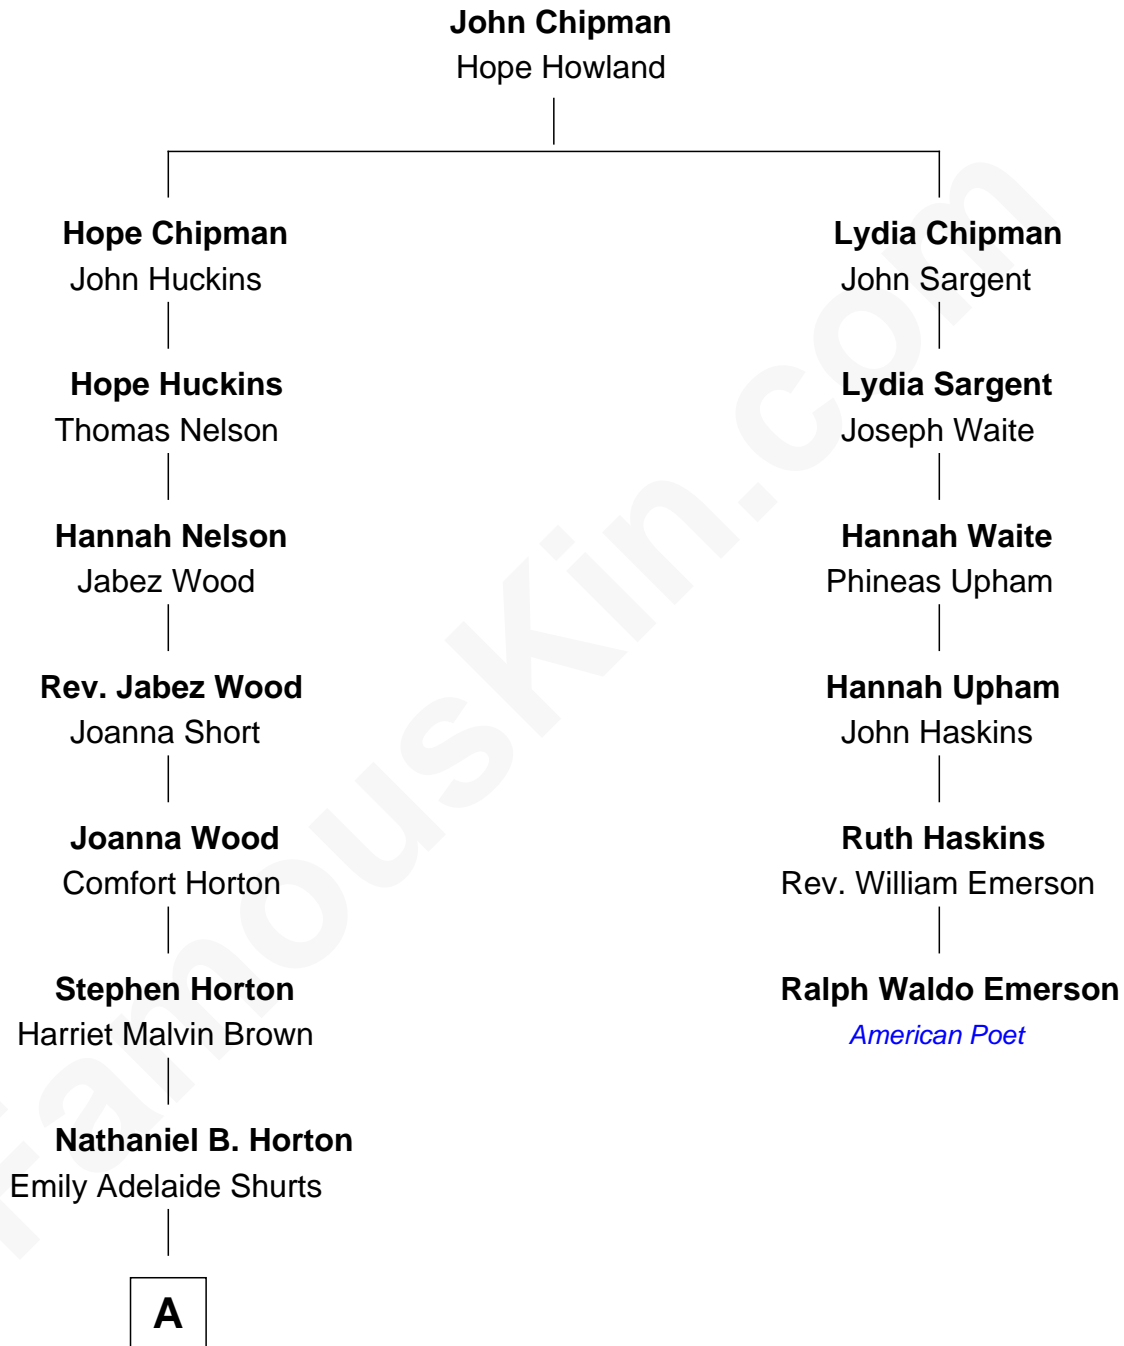 John Chipman
Hope Howland
Hope Chipman
John Huckins
Lydia Chipman
John Sargent
Hope Huckins
Thomas Nelson
Lydia Sargent
Joseph Waite
Hannah Nelson
Jabez Wood
Hannah Waite
Phineas Upham
Rev. Jabez Wood
Joanna Short
Hannah Upham
John Haskins
Joanna Wood
Comfort Horton
Ruth Haskins
Rev. William Emerson
Stephen Horton
Harriet Malvin Brown
Ralph Waldo Emerson
American Poet
Nathaniel B. Horton
Emily Adelaide Shurts
A
FamousKin.com